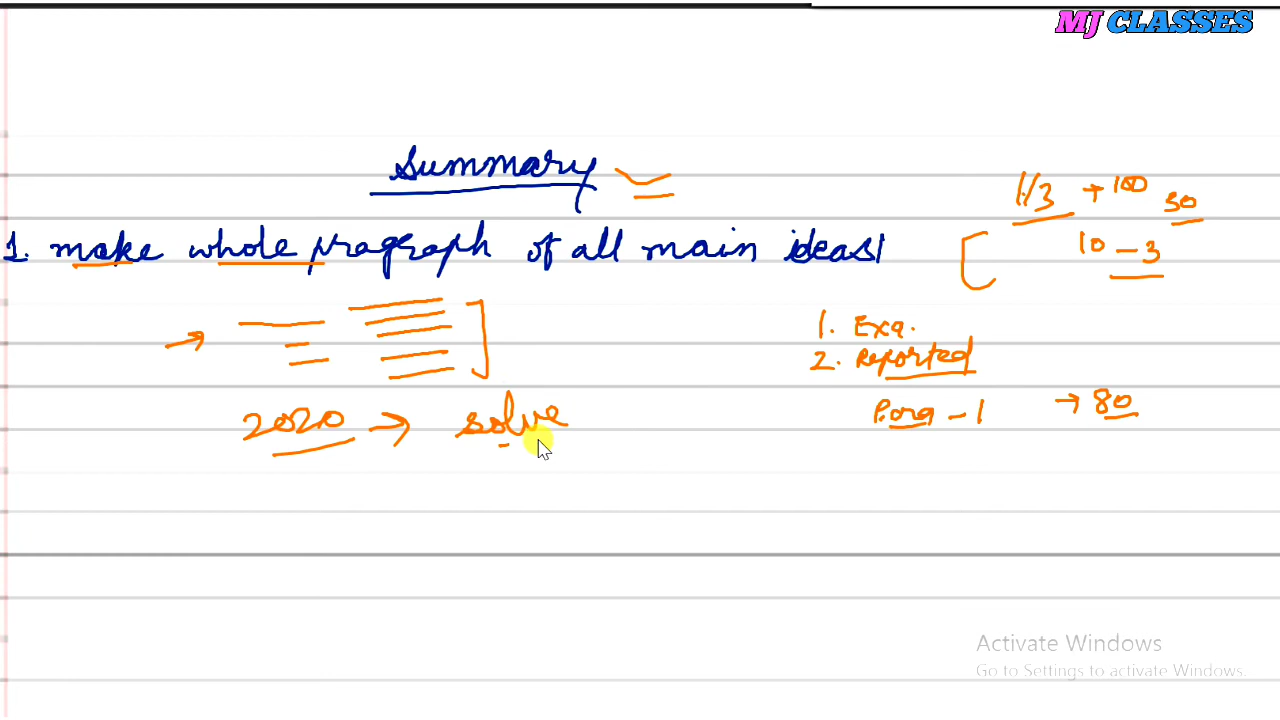 MJ CLASSES
Summary
1/3 + 100 30
1. make whole pragraph of all main ideas
10 - 3
1. Exa.
2. Reported
2020 → solve
Para - 1 → 80
Activate Windows
Go to Settings to activate Windows.